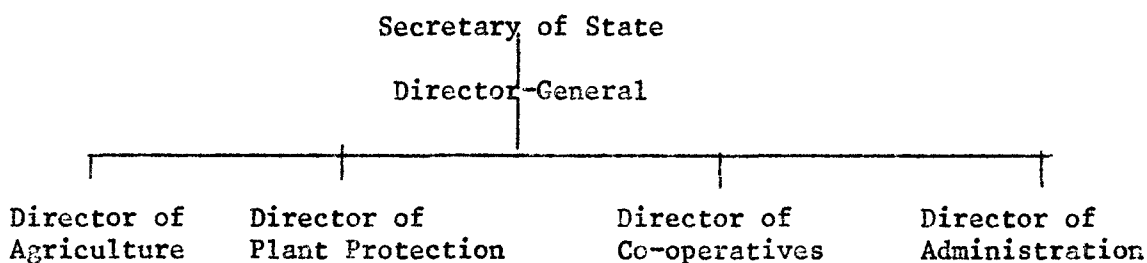 Secretary of State
Director-General
Director of Agriculture
Director of Plant Protection
Director of Co-operatives
Director of Administration